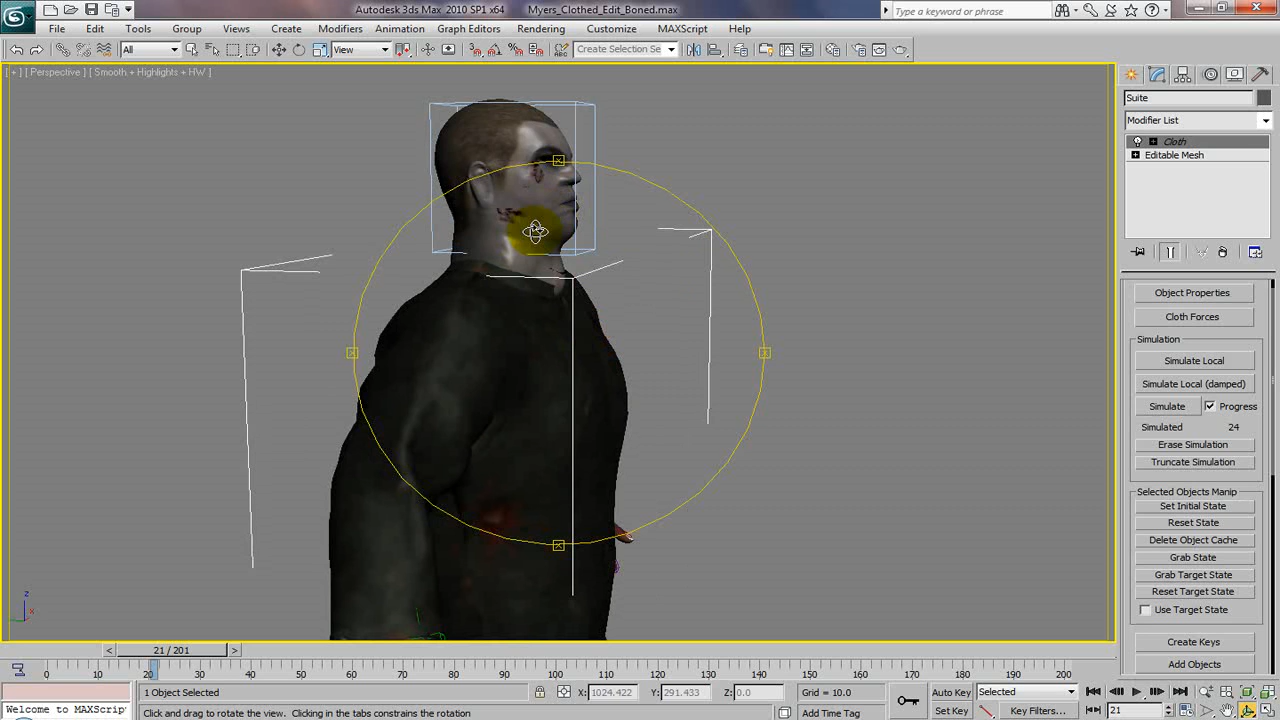 Autodesk 3ds Max 2010 SP1 x64 Myers_Clothed_Edit_Boned.max
Type a keyword or phrase
File Edit Tools Group Views Create Modifiers Animation Graph Editors Rendering Customize MAXScript Help
All View Create Selection Se
[ + ] [ Perspective ] [ Smooth + Highlights + HW ]
Suite
Modifier List
Cloth
Editable Mesh
Object Properties
Cloth Forces
Simulation
Simulate Local
Simulate Local (damped)
Simulate Progress
Simulated 24
Erase Simulation
Truncate Simulation
Selected Objects Manip
Set Initial State
Reset State
Delete Object Cache
Grab State
Grab Target State
Reset Target State
Use Target State
Create Keys
Add Objects
z
x
< 21 / 201 >
0 10 20 30 40 50 60 70 80 90 100 110 120 130 140 150 160 170 180 190 200
1 Object Selected X: 1024.422 Y: 291.433 Z: 0.0 Grid = 10.0 Auto Key Selected
Welcome to MAXScrip Click and drag to rotate the view. Clicking in the tabs constrains the rotation Add Time Tag Set Key Key Filters... 21